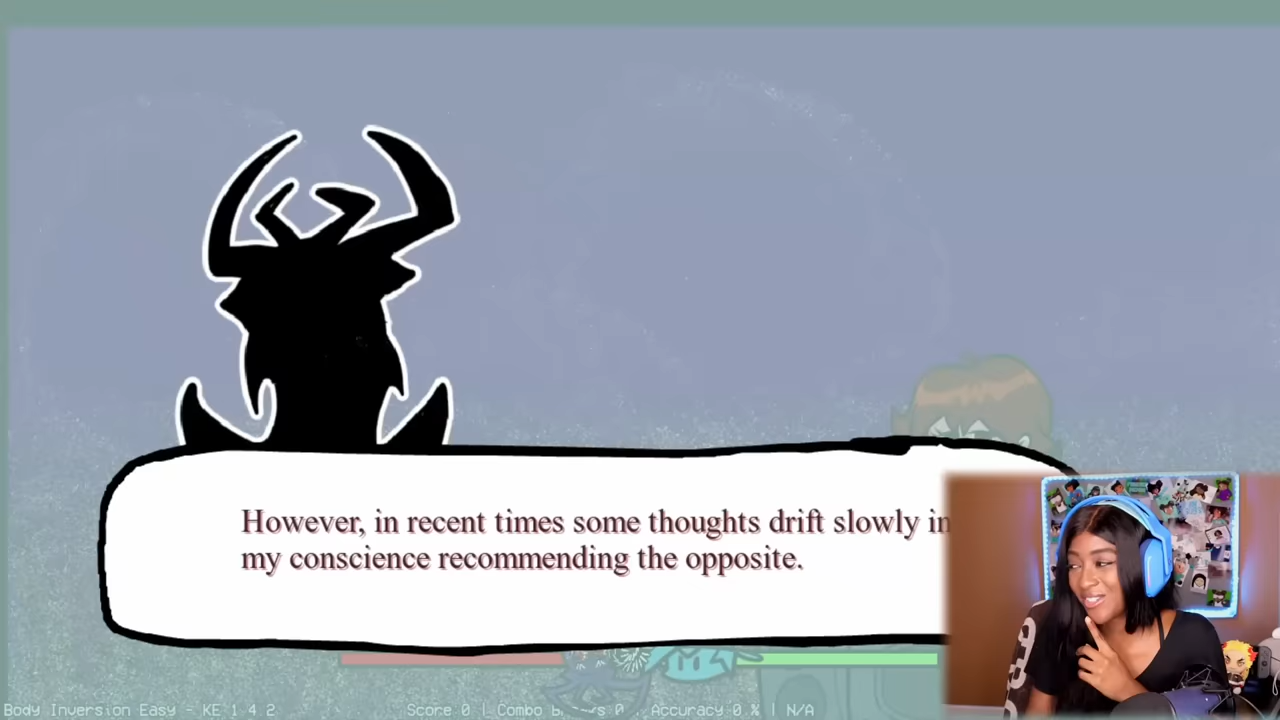 However, in recent times some thoughts drift slowly in
my conscience recommending the opposite.
Body Inversion Easy - KE 1.4.2
Score:0 | Combo B s:0 Accuracy:0 % | N/A